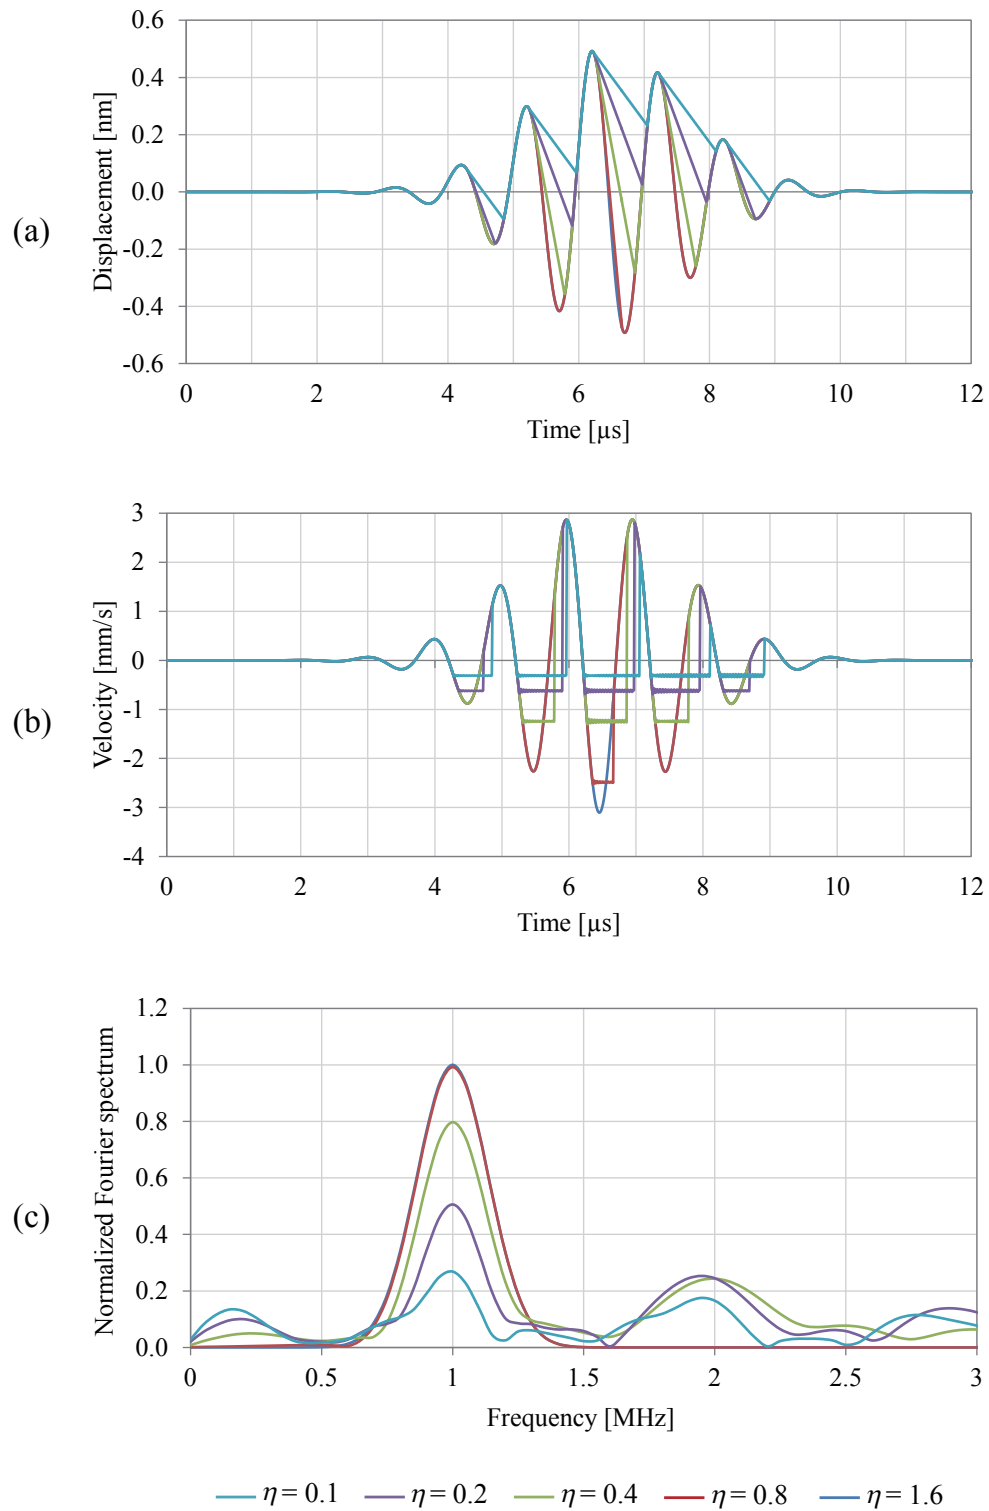 (a)
Displacement [nm]
0.6
0.4
0.2
0.0
-0.2
-0.4
-0.6
0 2 4 6 8 10 12
Time [µs]
(b)
Velocity [mm/s]
3
2
1
0
-1
-2
-3
-4
0 2 4 6 8 10 12
Time [µs]
(c)
Normalized Fourier spectrum
1.2
1.0
0.8
0.6
0.4
0.2
0.0
0 0.5 1 1.5 2 2.5 3
Frequency [MHz]
η = 0.1 η = 0.2 η = 0.4 η = 0.8 η = 1.6